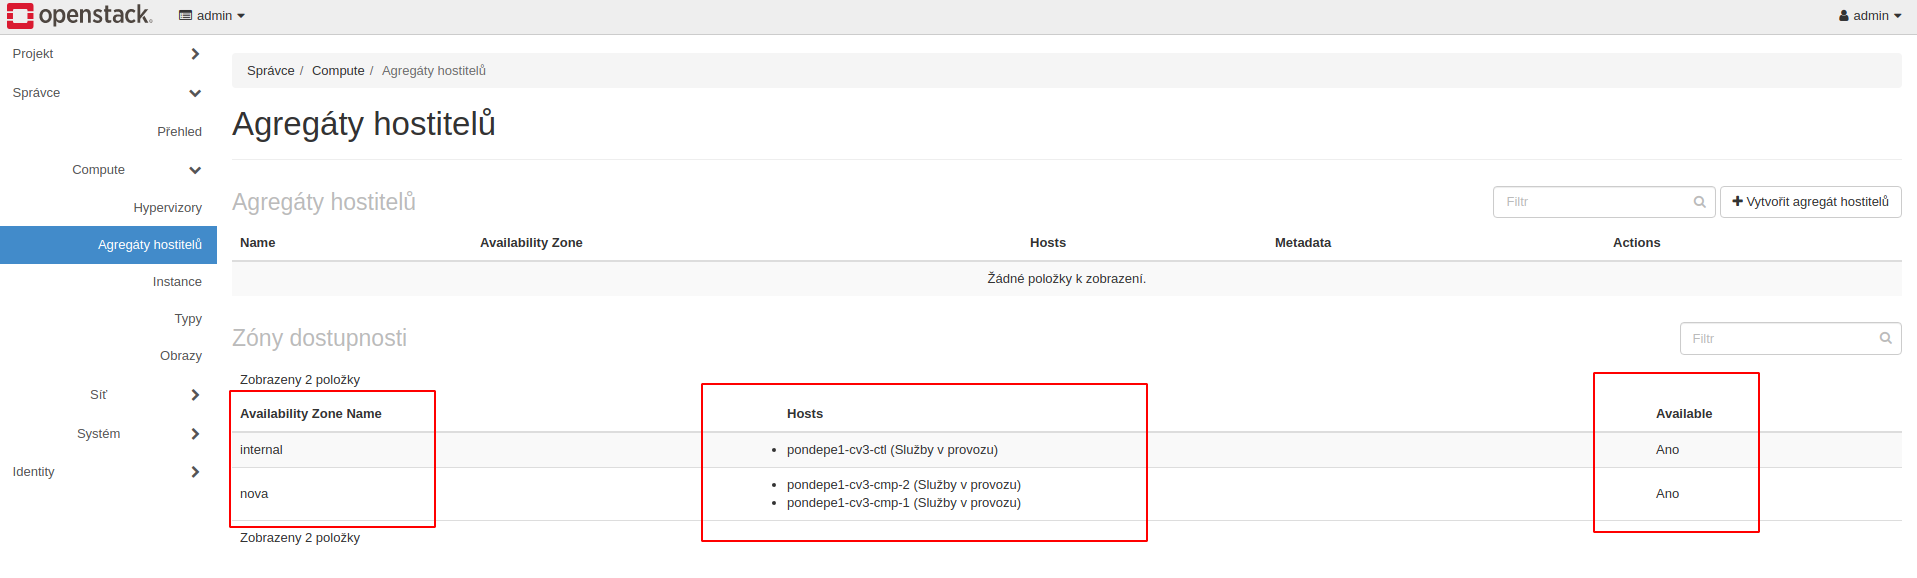 openstack. admin admin
Projekt
Správce
Přehled
Compute
Hypervizory
Agregáty hostitelů
Instance
Typy
Obrazy
Síť
Systém
Identity
Správce / Compute / Agregáty hostitelů
Agregáty hostitelů
Agregáty hostitelů
Filtr
Vytvořit agregát hostitelů
Name Availability Zone Hosts Metadata Actions
Žádné položky k zobrazení.
Zóny dostupnosti
Filtr
Zobrazeny 2 položky
Availability Zone Name Hosts Available
internal • pondepe1-cv3-ctl (Služby v provozu) Ano
nova • pondepe1-cv3-cmp-2 (Služby v provozu) Ano
• pondepe1-cv3-cmp-1 (Služby v provozu)
Zobrazeny 2 položky